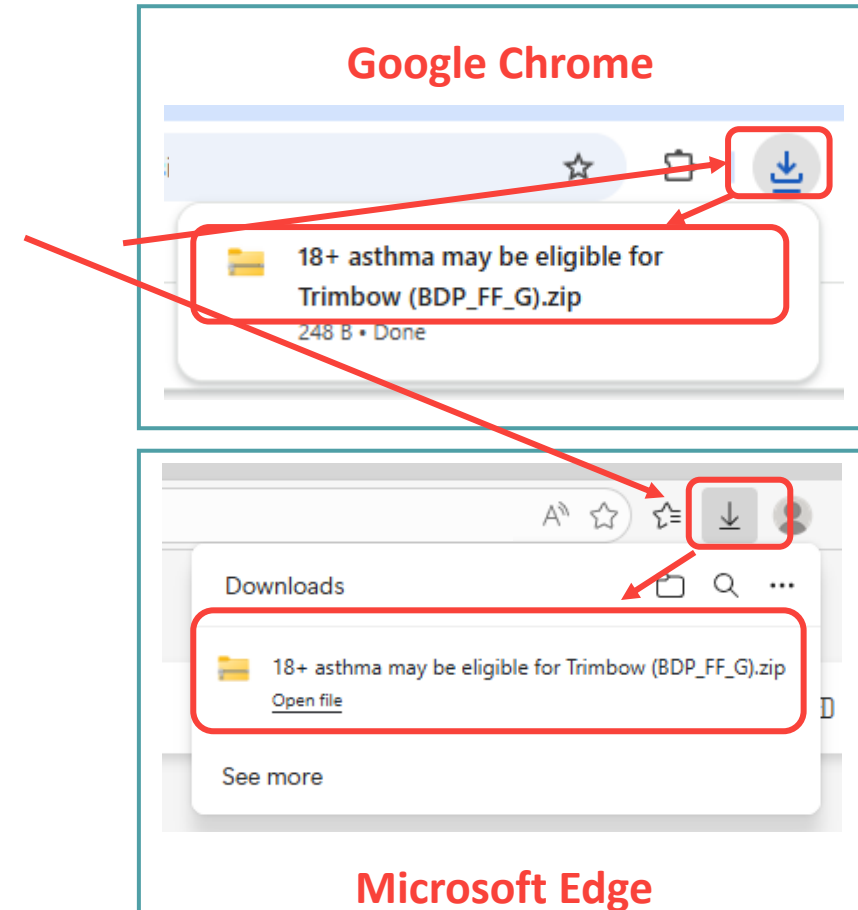 Google Chrome
18+ asthma may be eligible for
Trimbow (BDP_FF_G).zip
248 B • Done
A
Downloads
18+ asthma may be eligible for Trimbow (BDP_FF_G).zip
Open file
See more
Microsoft Edge